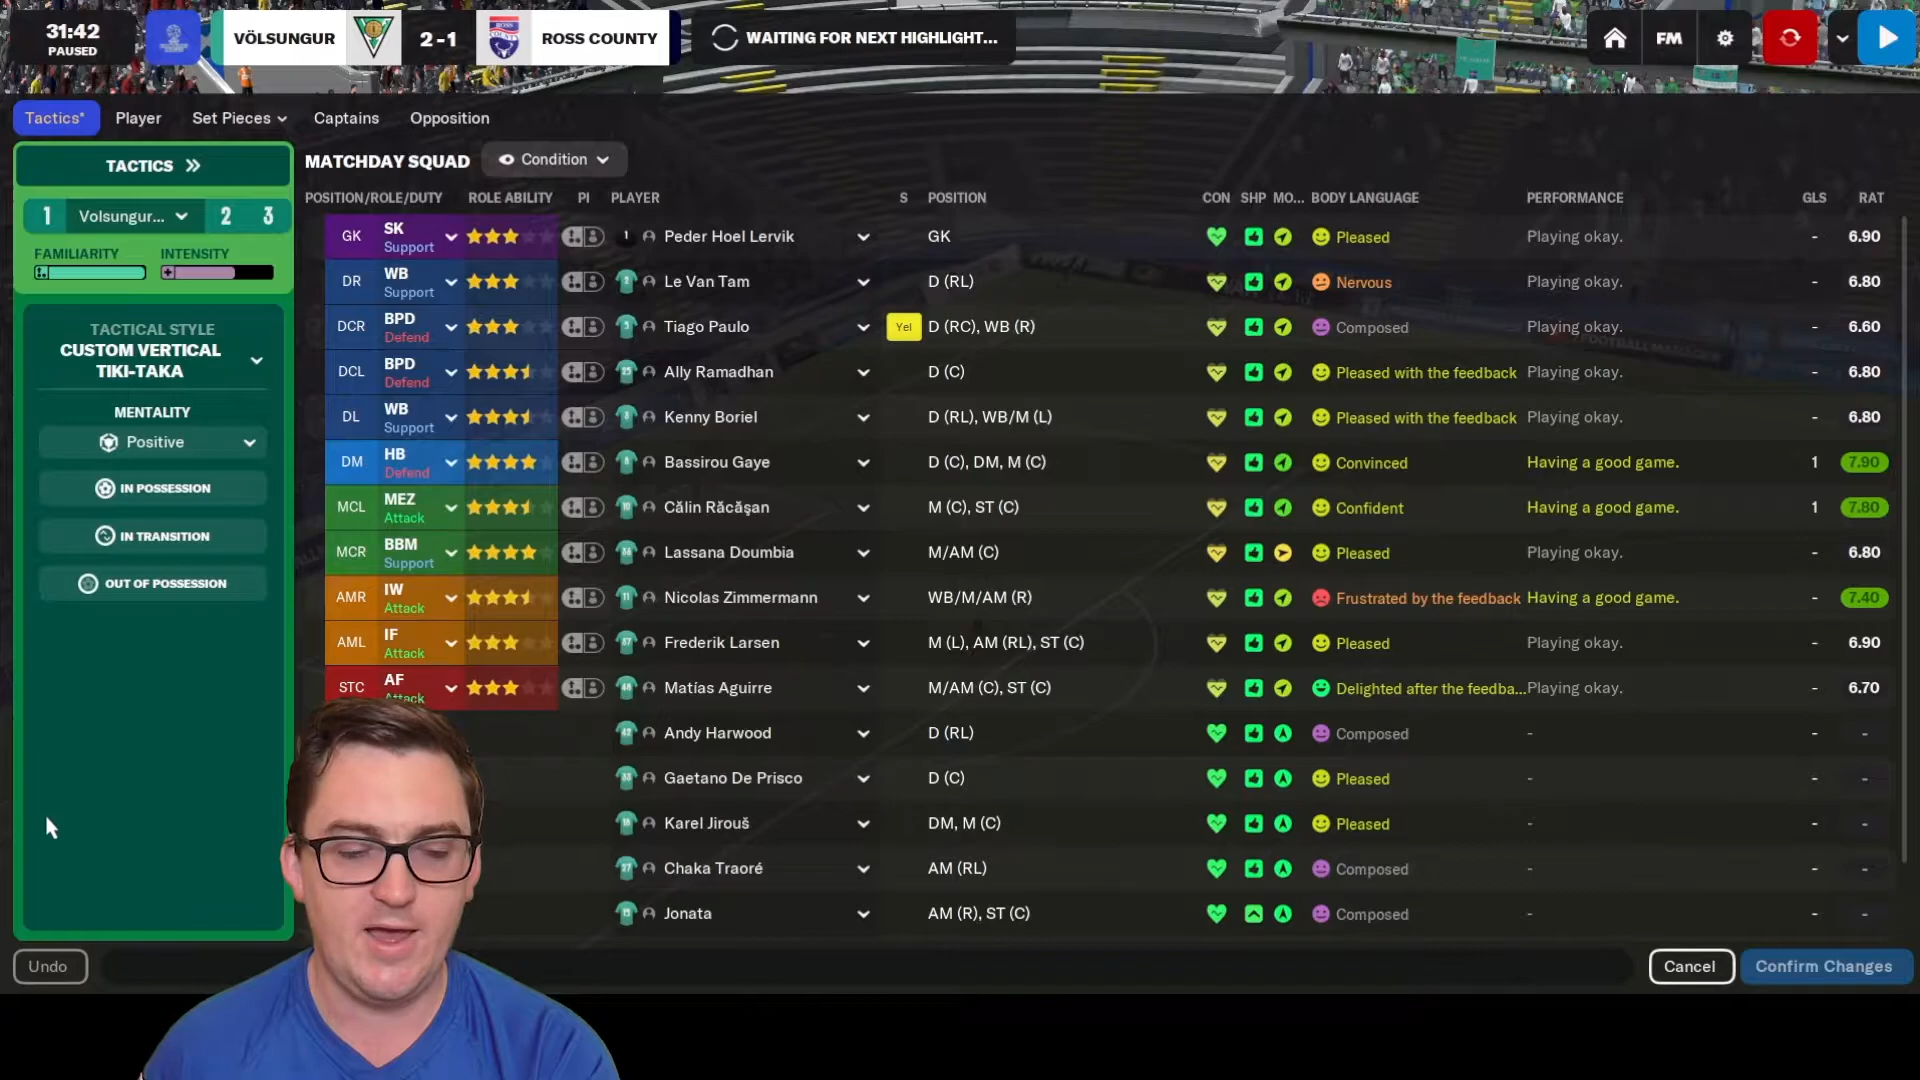 31:42
PAUSED
VÖLSUNGUR
2 - 1
ROSS COUNTY
WAITING FOR NEXT HIGHLIGHT...
FM
Tactics*
Player
Set Pieces
Captains
Opposition
TACTICS
1 Volsungur... 2 3
FAMILIARITY INTENSITY
TACTICAL STYLE
CUSTOM VERTICAL
TIKI-TAKA
MENTALITY
Positive
IN POSSESSION
IN TRANSITION
OUT OF POSSESSION
MATCHDAY SQUAD Condition
POSITION/ROLE/DUTY ROLE ABILITY PI PLAYER S POSITION CON SHP MO... BODY LANGUAGE PERFORMANCE GLS RAT
GK SK Support 1 Peder Hoel Lervik GK Pleased Playing okay. - 6.90
DR WB Support Le Van Tam D (RL) Nervous Playing okay. - 6.80
DCR BPD Defend Tiago Paulo Yel D (RC), WB (R) Composed Playing okay. - 6.60
DCL BPD Defend 25 Ally Ramadhan D (C) Pleased with the feedback Playing okay. - 6.80
DL WB Support Kenny Boriel D (RL), WB/M (L) Pleased with the feedback Playing okay. - 6.80
DM HB Defend Bassirou Gaye D (C), DM, M (C) Convinced Having a good game. 1 7.90
MCL MEZ Attack 10 Călin Răcăşan M (C), ST (C) Confident Having a good game. 1 7.80
MCR BBM Support Lassana Doumbia M/AM (C) Pleased Playing okay. - 6.80
AMR IW Attack 11 Nicolas Zimmermann WB/M/AM (R) Frustrated by the feedback Having a good game. - 7.40
AML IF Attack Frederik Larsen M (L), AM (RL), ST (C) Pleased Playing okay. - 6.90
STC AF Attack Matías Aguirre M/AM (C), ST (C) Delighted after the feedba... Playing okay. - 6.70
42 Andy Harwood D (RL) Composed - - -
Gaetano De Prisco D (C) Pleased - - -
Karel Jirouš DM, M (C) Pleased - - -
Chaka Traoré AM (RL) Composed - - -
Jonata AM (R), ST (C) Composed - - -
Undo
Cancel
Confirm Changes